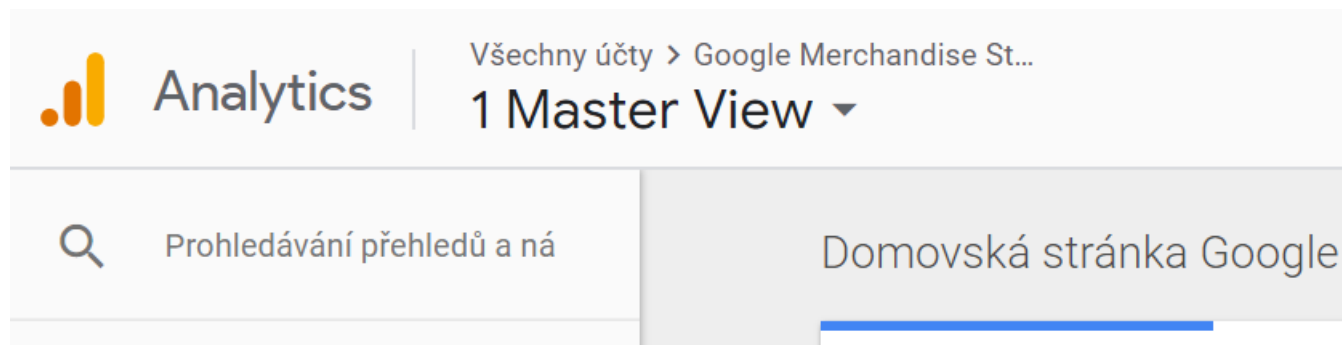 Analytics
Všechny účty > Google Merchandise St...
1 Master View
Prohledávání přehledů a ná
Domovská stránka Google